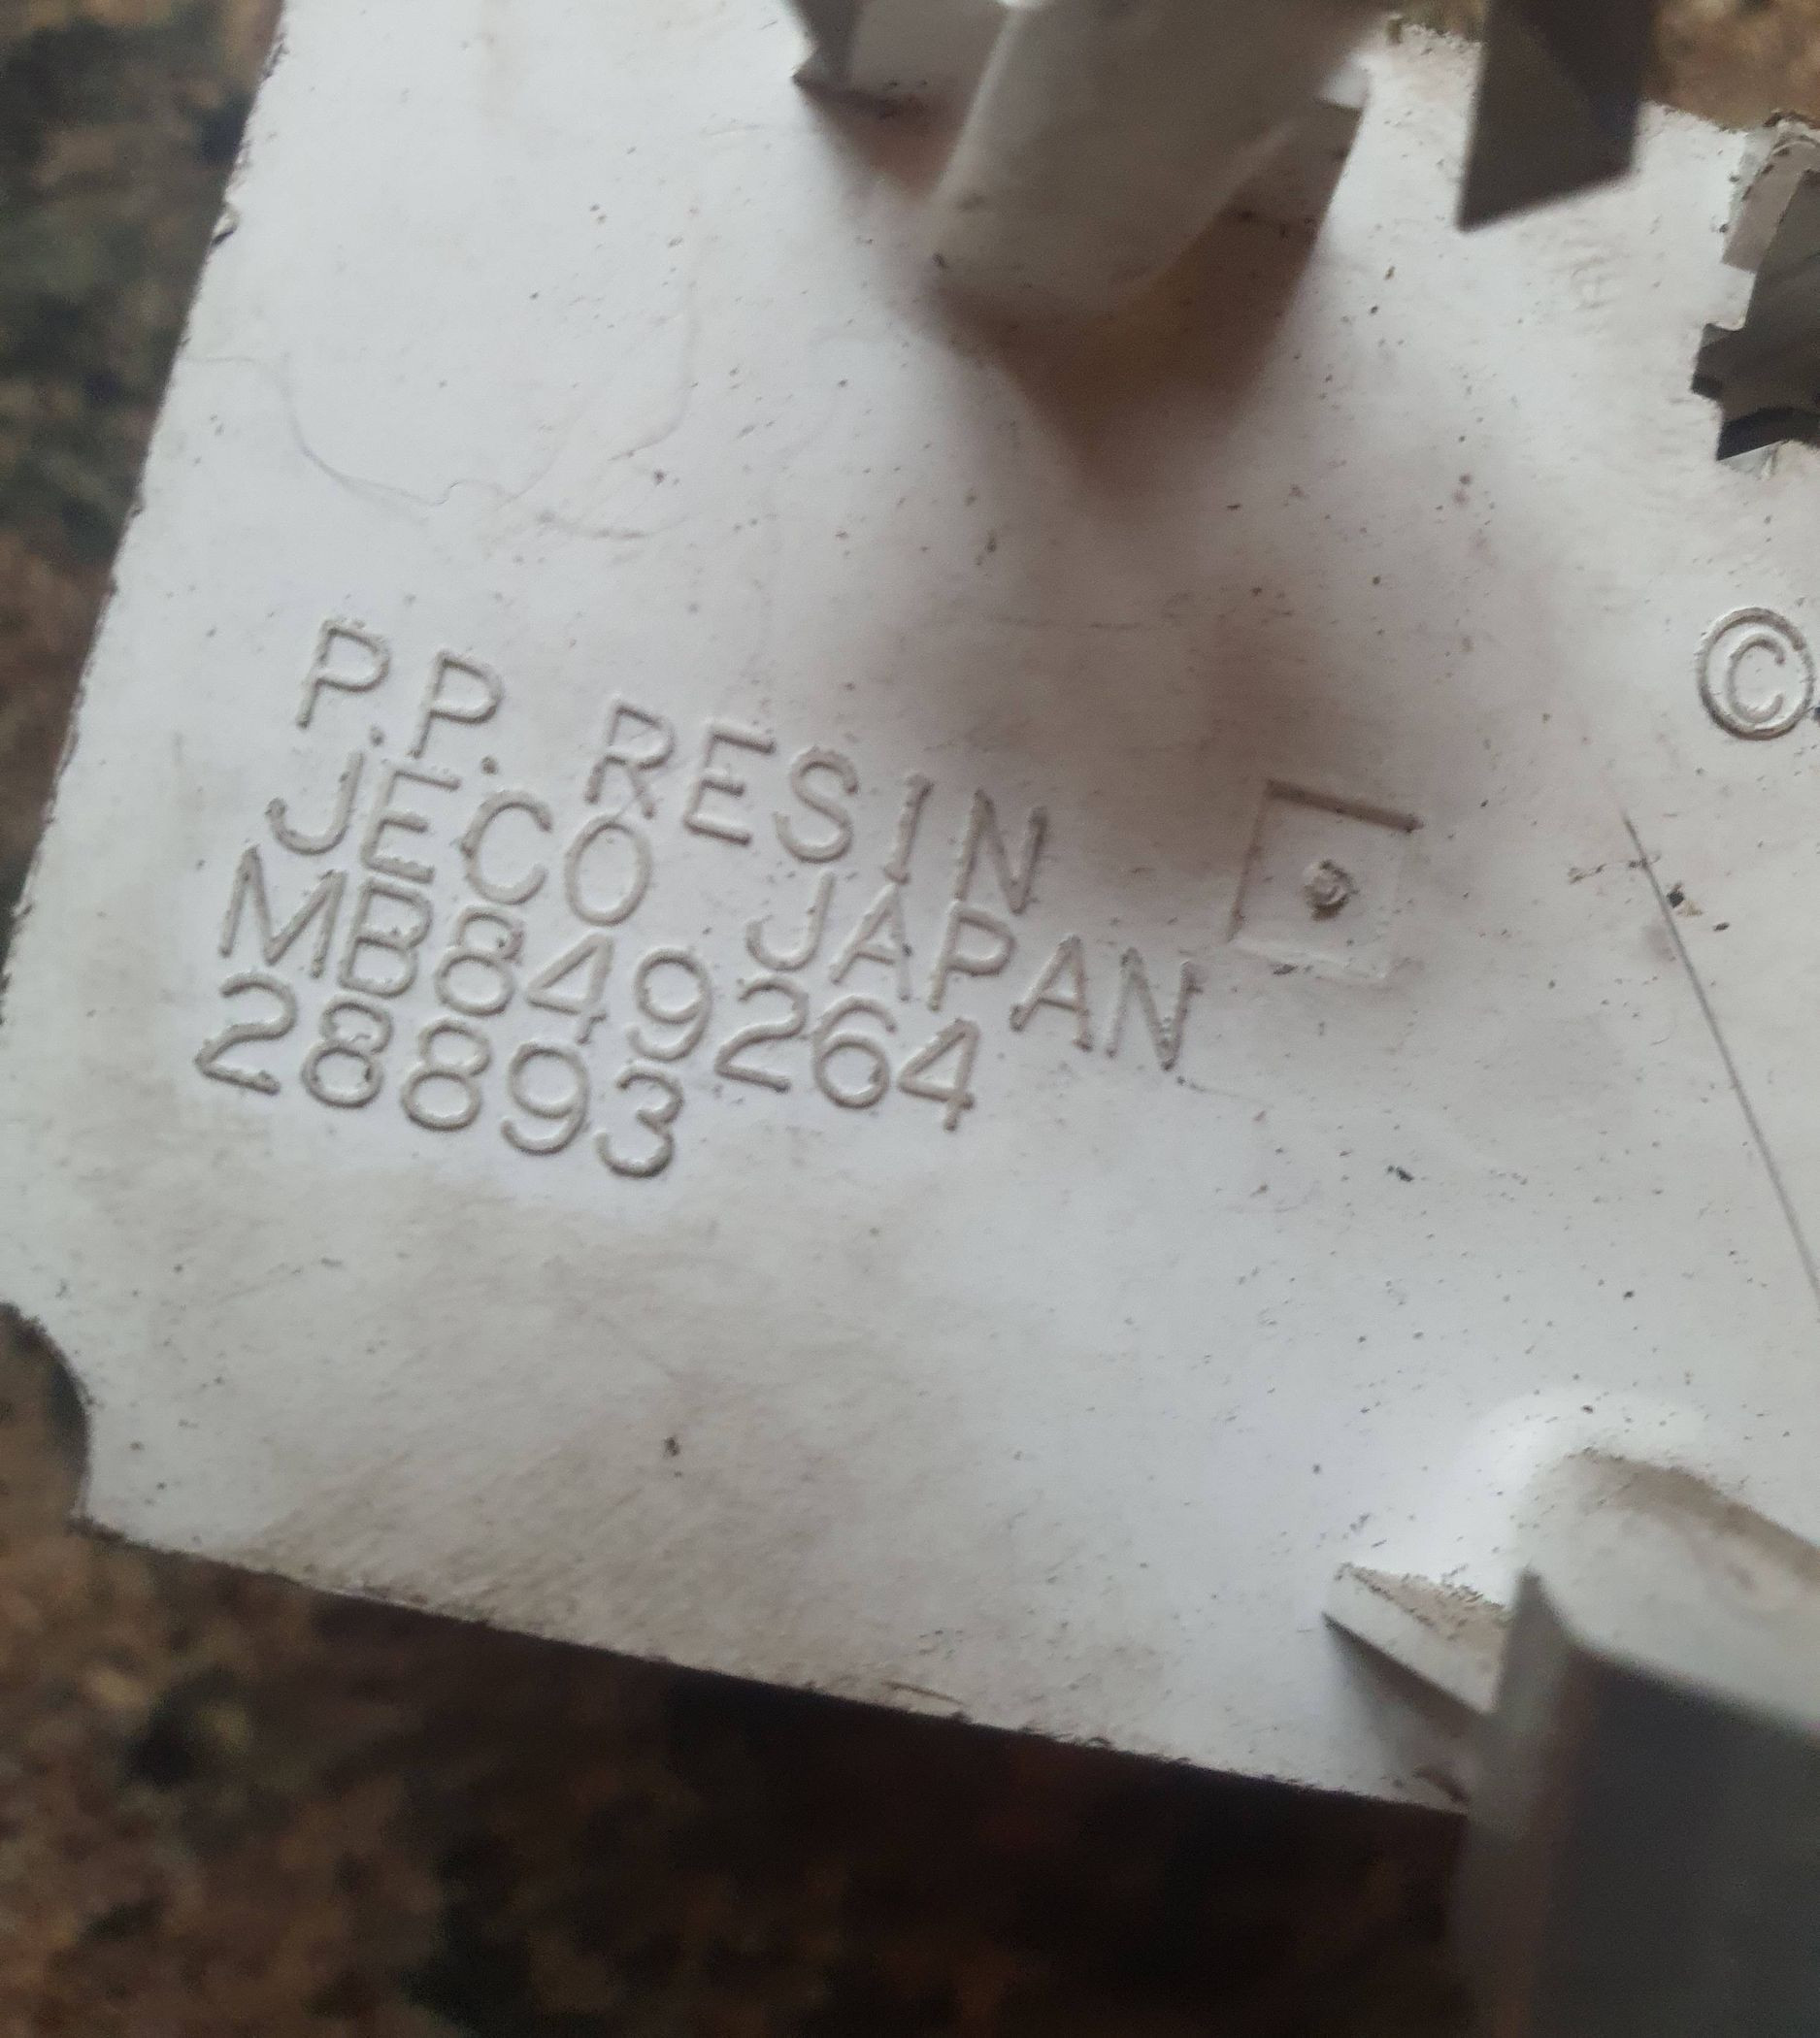 P.P. RESIN
JECO JAPAN
MB849264
28893
©